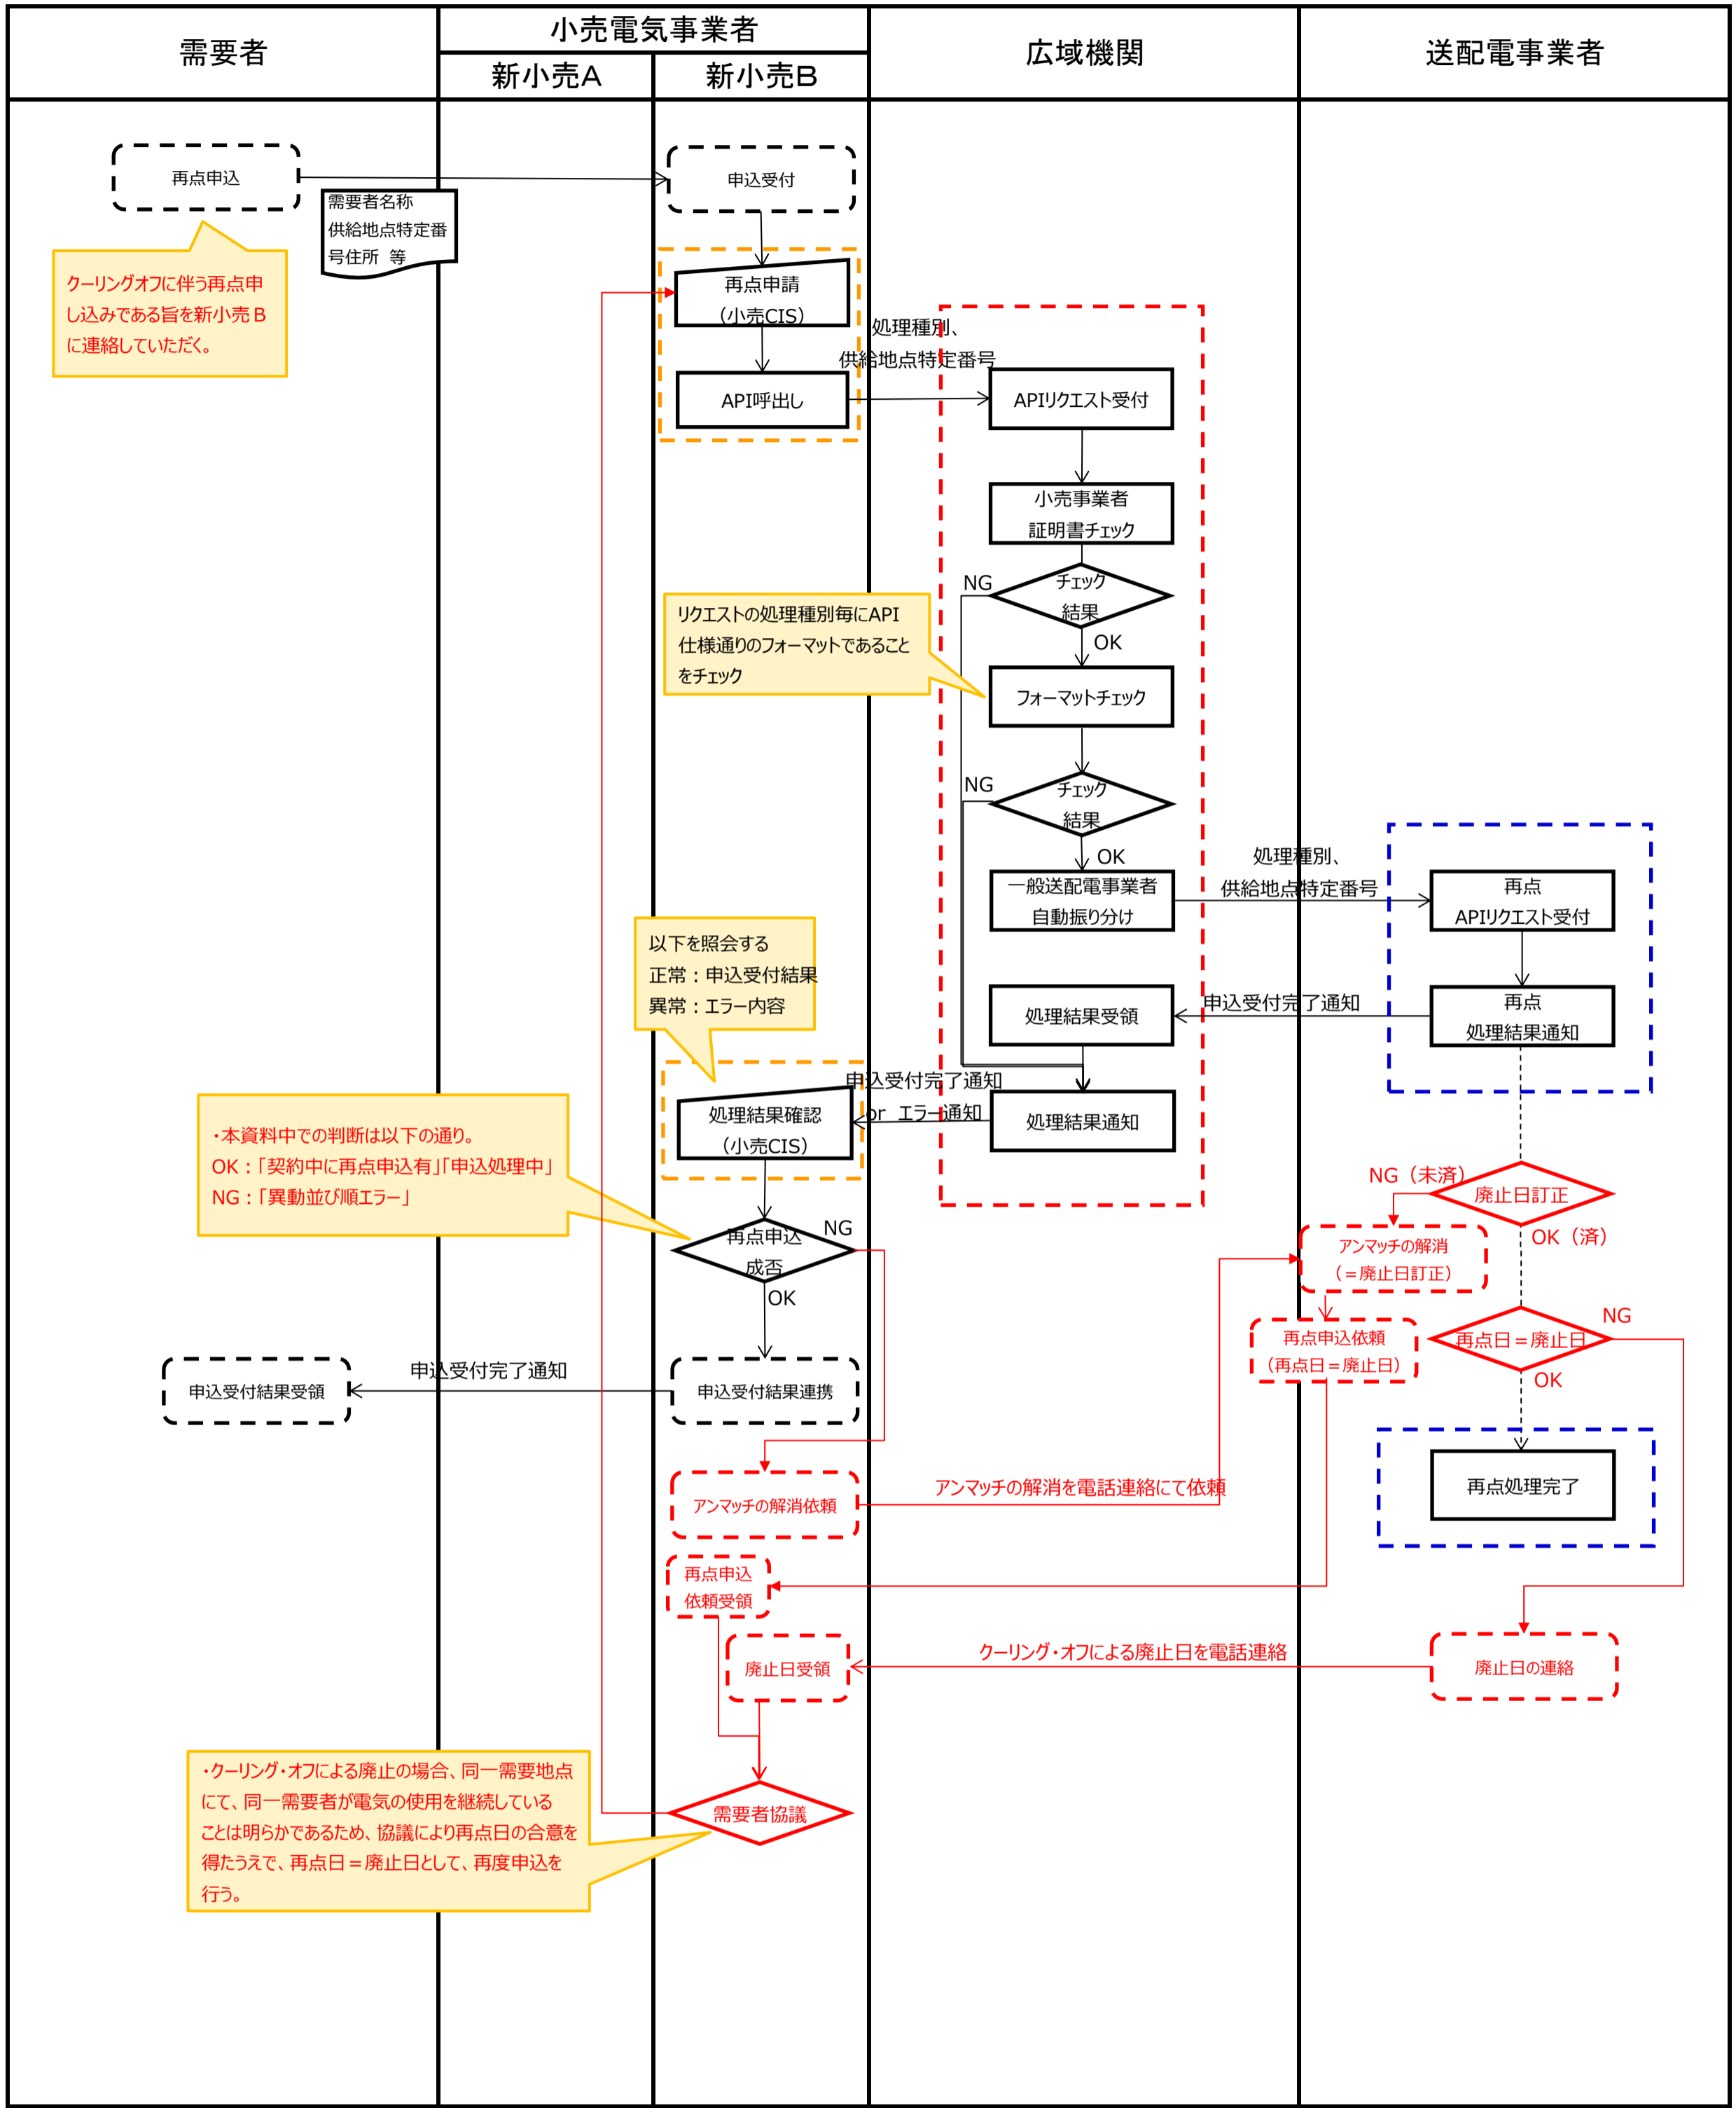 需要者
小売電気事業者
新小売A
新小売B
広域機関
送配電事業者
再点申込
申込受付
需要者名称
供給地点特定番
号住所 等
クーリングオフに伴う再点申
し込みである旨を新小売B
に連絡していただく。
再点申請
（小売CIS）
処理種別、
供給地点特定番号
API呼出し
APIリクエスト受付
小売事業者
証明書チェック
NG
チェック
結果
OK
リクエストの処理種別毎にAPI
仕様通りのフォーマットであること
をチェック
フォーマットチェック
NG
チェック
結果
OK
処理種別、
供給地点特定番号
一般送配電事業者
自動振り分け
再点
APIリクエスト受付
以下を照会する
正常：申込受付結果
異常：エラー内容
処理結果受領
申込受付完了通知
再点
処理結果通知
申込受付完了通知
or エラー通知
処理結果確認
（小売CIS）
処理結果通知
・本資料中での判断は以下の通り。
OK：「契約中に再点申込有」「申込処理中」
NG：「異動並び順エラー」
NG（未済）
廃止日訂正
OK（済）
再点申込
成否
NG
OK
アンマッチの解消
（＝廃止日訂正）
再点申込依頼
（再点日＝廃止日）
NG
再点日＝廃止日
OK
申込受付結果受領
申込受付完了通知
申込受付結果連携
アンマッチの解消依頼
アンマッチの解消を電話連絡にて依頼
再点処理完了
再点申込
依頼受領
廃止日受領
クーリング・オフによる廃止日を電話連絡
廃止日の連絡
・クーリング・オフによる廃止の場合、同一需要地点
にて、同一需要者が電気の使用を継続している
ことは明らかであるため、協議により再点日の合意を
得たうえで、再点日＝廃止日として、再度申込を
行う。
需要者協議